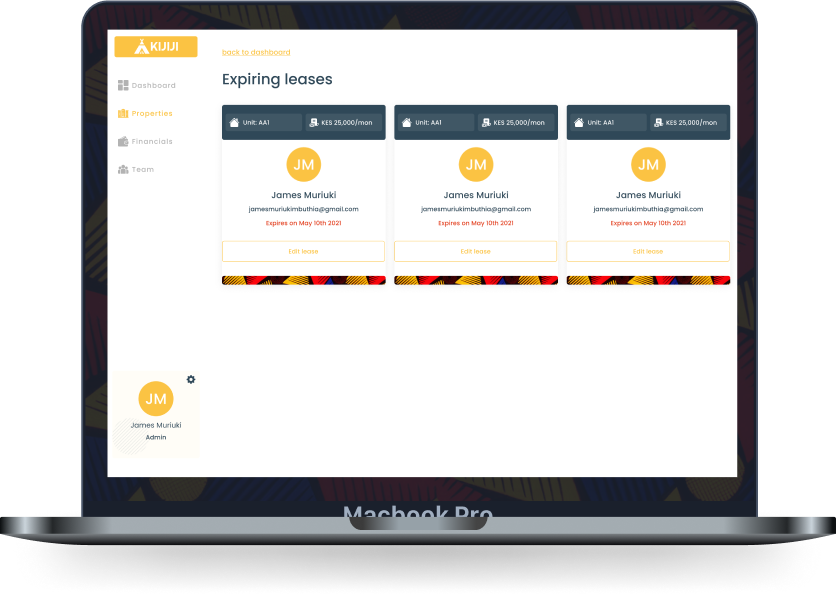 KIJIJI
back to dashboard
Dashboard
Properties
Financials
Team
Expiring leases
Unit: AA1
KES 25,000/mon
JM
James Muriuki
jamesmuriukimbuthia@gmail.com
Expires on May 10th 2021
Edit lease
Unit: AA1
KES 25,000/mon
JM
James Muriuki
jamesmuriukimbuthia@gmail.com
Expires on May 10th 2021
Edit lease
Unit: AA1
KES 25,000/mon
JM
James Muriuki
jamesmuriukimbuthia@gmail.com
Expires on May 10th 2021
Edit lease
JM
James Muriuki
Admin
Macbook Pro